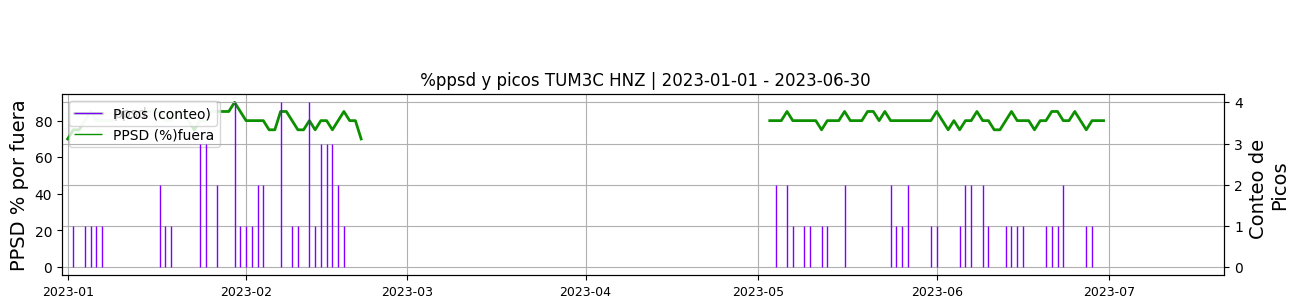 %ppsd y picos TUM3C HNZ | 2023-01-01 - 2023-06-30
Picos (conteo)
PPSD (%)fuera
PPSD % por fuera
80
60
40
20
0
4
3
2
1
0
Conteo de
Picos
2023-01
2023-02
2023-03
2023-04
2023-05
2023-06
2023-07